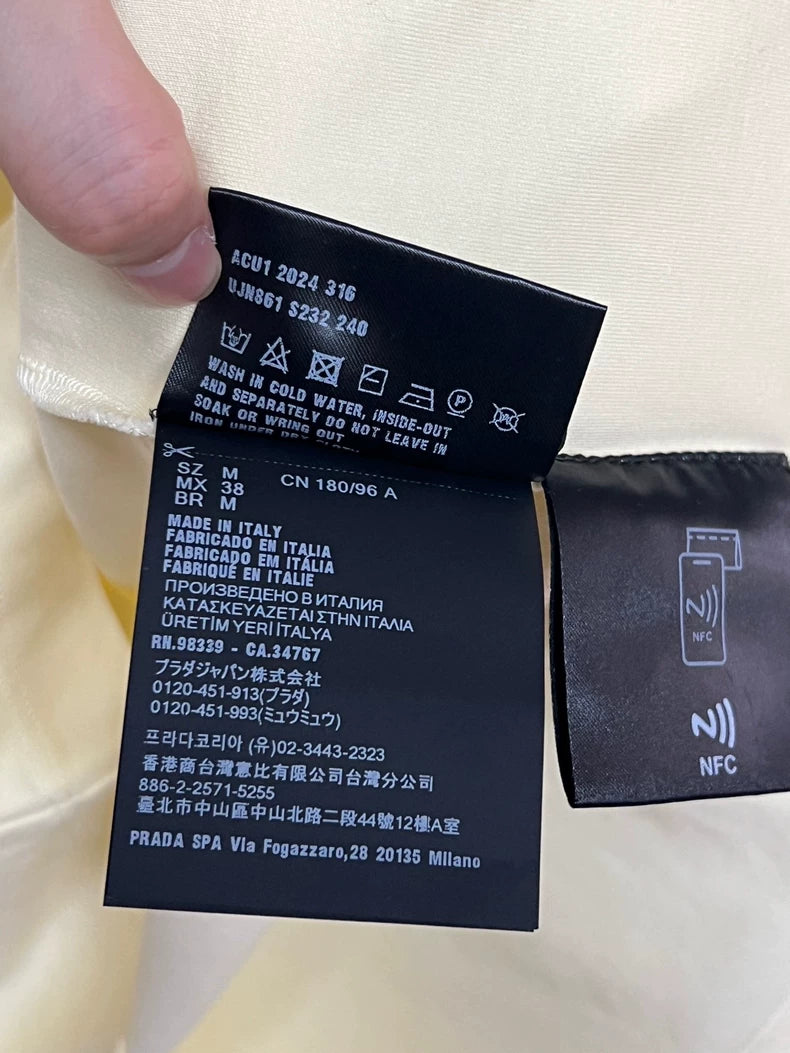 ACU1 2024 316
UJN861 S232 240
P
WASH IN COLD WATER, INSIDE-OUT
AND SEPARATELY DO NOT LEAVE IN
SOAK OR WRING OUT
IRON UNDER DRY CLOTH
SZ M
MX 38
BR M
CN 180/96 A
MADE IN ITALY
FABRICADO EN ITALIA
FABRICADO EM ITÁLIA
FABRIQUÉ EN ITALIE
ПРОИЗВЕДЕНО В ИТАЛИЯ
ΚΑΤΑΣΚΕΥΑΖΕΤΑΙ ΣΤΗΝ ΙΤΑΛΙΑ
ÜRETİM YERİ İTALYA
RN.98339 - CA.34767
プラダジャパン株式会社
0120-451-913(プラダ)
0120-451-993(ミュウミュウ)
프라다코리아 (유)02-3443-2323
香港商台灣惠比有限公司台灣分公司
886-2-2571-5255
臺北市中山區中山北路二段44號12樓A室
PRADA SPA Via Fogazzaro,28 20135 Milano
NFC
NFC